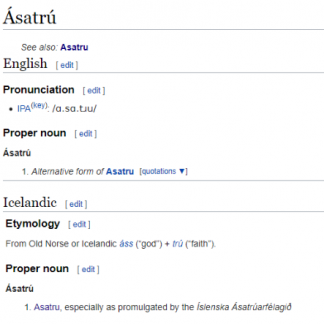 Ásatrú
See also: Asatru
English [ edit ]
Pronunciation [ edit ]
• IPA(key): /ɑ.sɑ.tɹu/
Proper noun [ edit ]
Ásatrú
1. Alternative form of Asatru [quotations ▼]
Icelandic [ edit ]
Etymology [ edit ]
From Old Norse or Icelandic áss (“god”) + trú (“faith”).
Proper noun [ edit ]
Ásatrú
1. Asatru, especially as promulgated by the Íslenska Ásatrúarfélagið